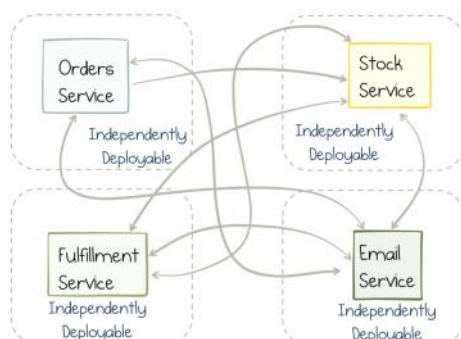 Orders
Service
Independently
Deployable
Stock
Service
Independently
Deployable
Fulfillment
Service
Independently
Deployable
Email
Service
Independently
Deployable